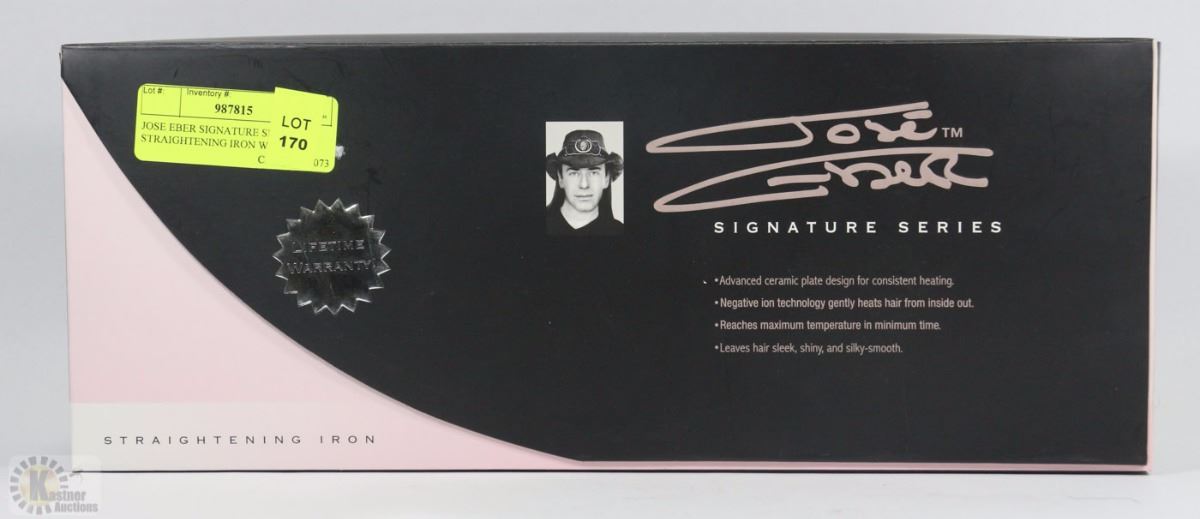 Lot #:
Inventory #
987815
JOSE EBER SIGNATURE
STRAIGHTENING IRON
C
073
LOT
170
LIFETIME
WARRANTY
José™
Eber
SIGNATURE SERIES
•Advanced ceramic plate design for consistent heating.
•Negative ion technology gently heats hair from inside out.
•Reaches maximum temperature in minimum time.
•Leaves hair sleek, shiny, and silky-smooth.
STRAIGHTENING IRON
Kastner
Auctions